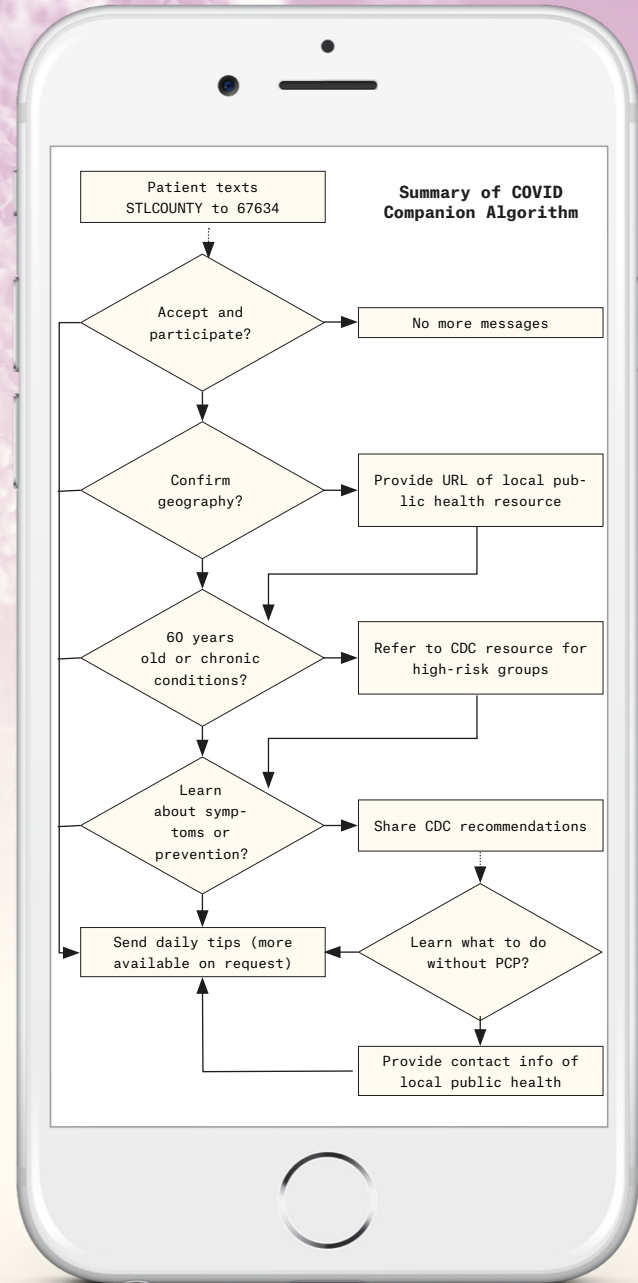 Patient texts
STLCOUNTY to 67634
Summary of COVID
Companion Algorithm
Accept and
participate?
No more messages
Confirm
geography?
Provide URL of local pub-
lic health resource
60 years
old or chronic
conditions?
Refer to CDC resource for
high-risk groups
Learn
about symp-
toms or
prevention?
Share CDC recommendations
Send daily tips (more
available on request)
Learn what to do
without PCP?
Provide contact info of
local public health